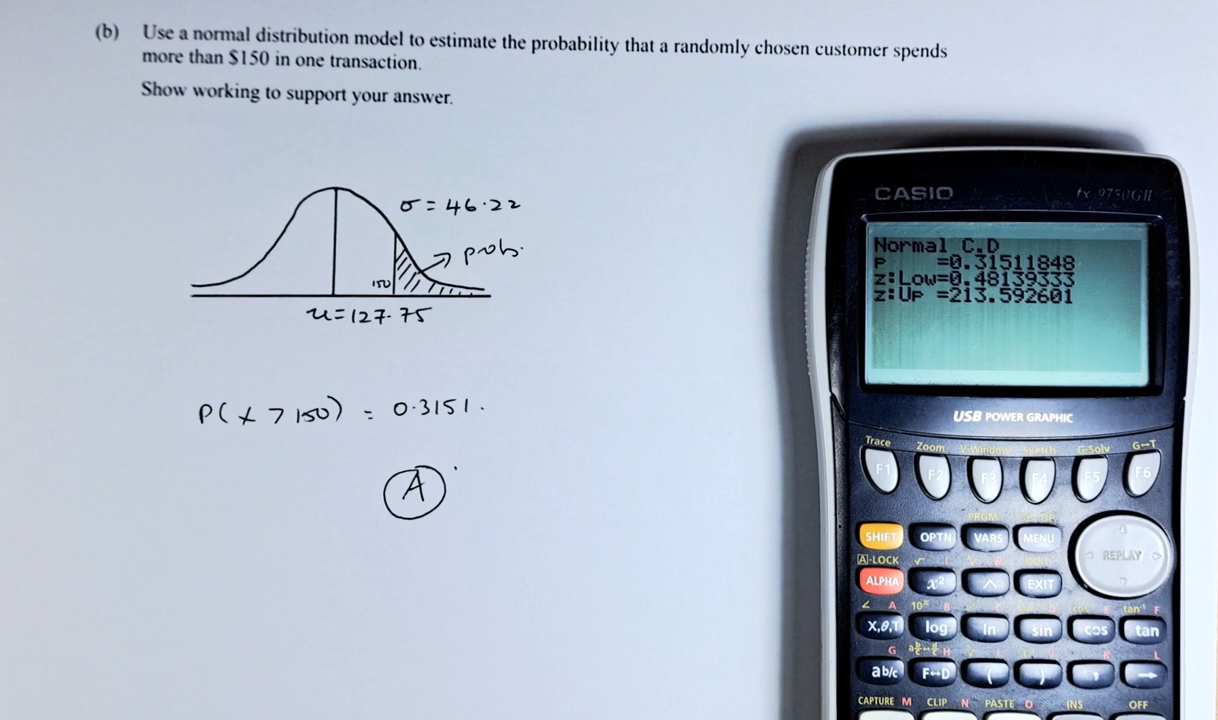 (b) Use a normal distribution model to estimate the probability that a randomly chosen customer spends
more than $150 in one transaction.
Show working to support your answer.
σ = 46.22
prob.
150
u = 127.75
P(x > 150) = 0.3151.
A
CASIO fx-9750GII
Normal C.D
P =0.31511848
z:Low=0.48139333
z:Up =213.592601
USB POWER GRAPHIC
Trace Zoom V-Window Sketch G-Solv G↔T
F1 F2 F3 F4 F5 F6
PRGM
SHIFT OPTN VARS MENU
REPLAY
A-LOCK
ALPHA x² ^ EXIT
∠ A 10ˣ B tan⁻¹ F
X,θ,T log ln sin cos tan
G H
ab/c F↔D ( ) , →
CAPTURE M CLIP N PASTE O INS OFF